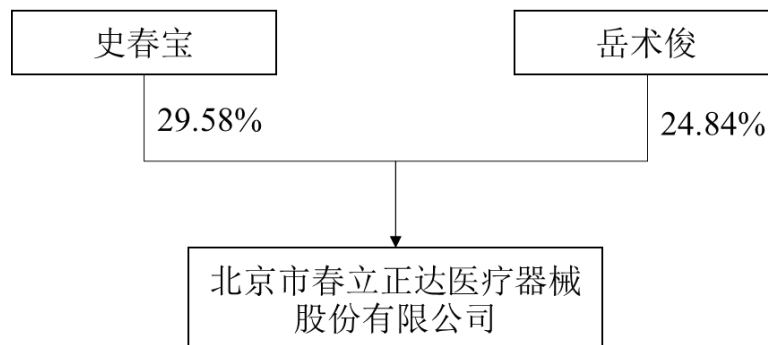 史春宝
岳术俊
29.58%
24.84%
北京市春立正达医疗器械
股份有限公司